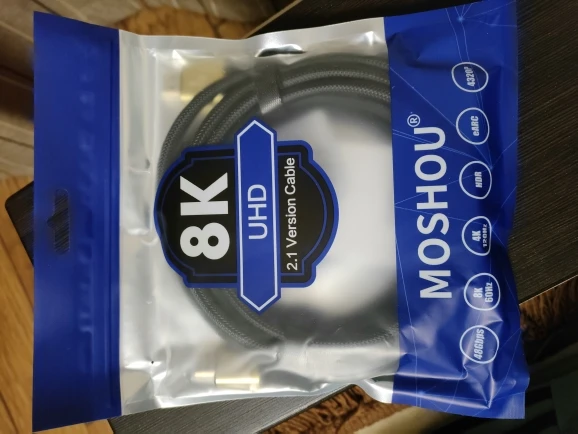 8K
UHD
2.1 Version Cable
MOSHOU®
48Gbps
8K
60Hz
4K
120Hz
HDR
eARC
4320P